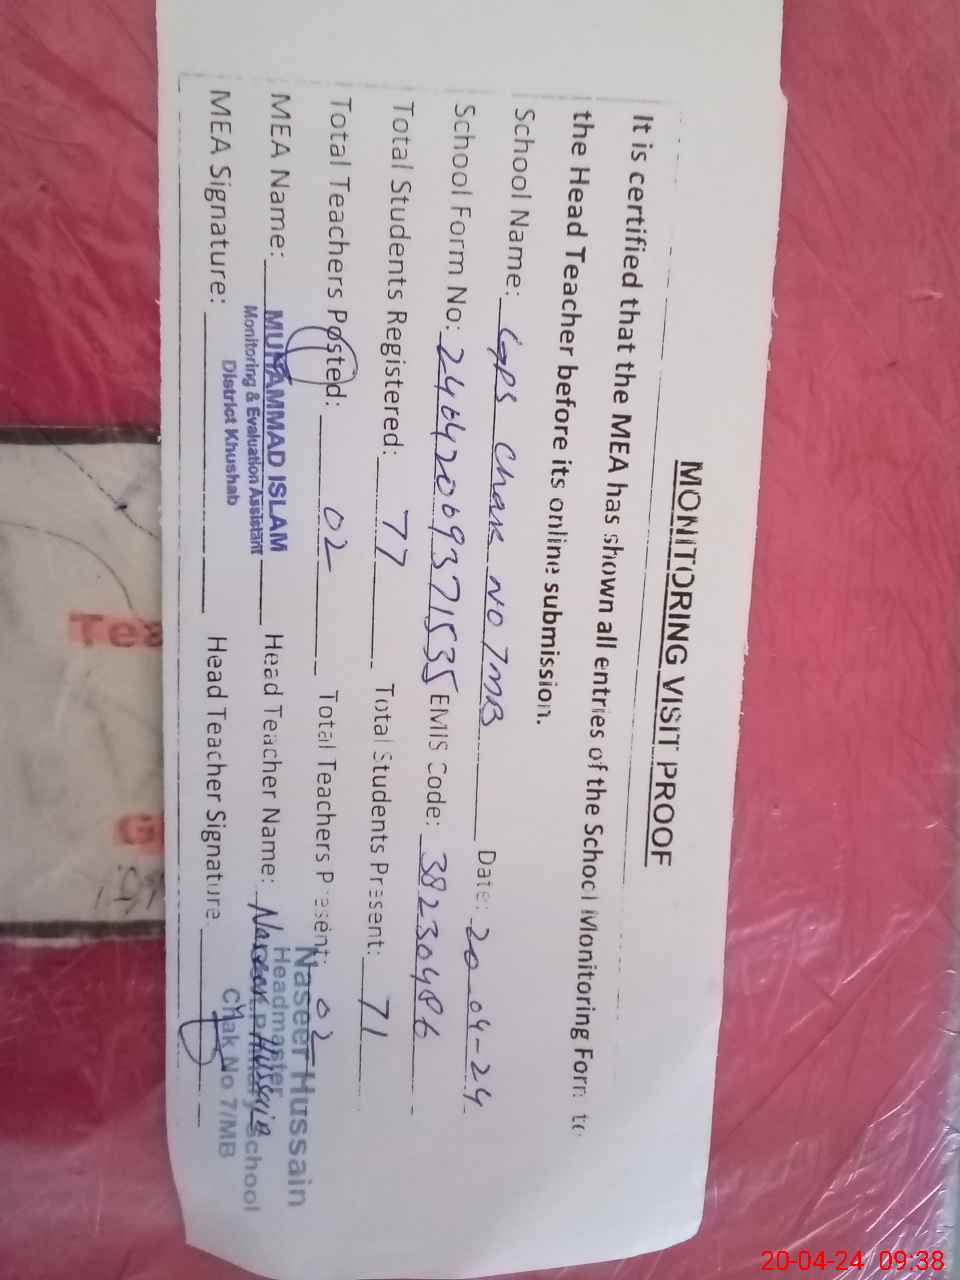 MONITORING VISIT PROOF
It is certified that the MEA has shown all entries of the School Monitoring Form to
the Head Teacher before its online submission.
School Name: GPS Chak NO 7MB Date: 20-04-24
School Form No: EMIS Code: 38230486
Total Students Registered: 77 Total Students Present: 71
Total Teachers Posted: 02 Total Teachers Present: 02
MEA Name: MUHAMMAD ISLAM Head Teacher Name: Naseer Hussain
Monitoring & Evaluation Assistant
District Khushab
MEA Signature: Head Teacher Signature
Naseer Hussain
Headmaster
Primary School
Chak No 7/MB
Tea
G
20-04-24 09:38